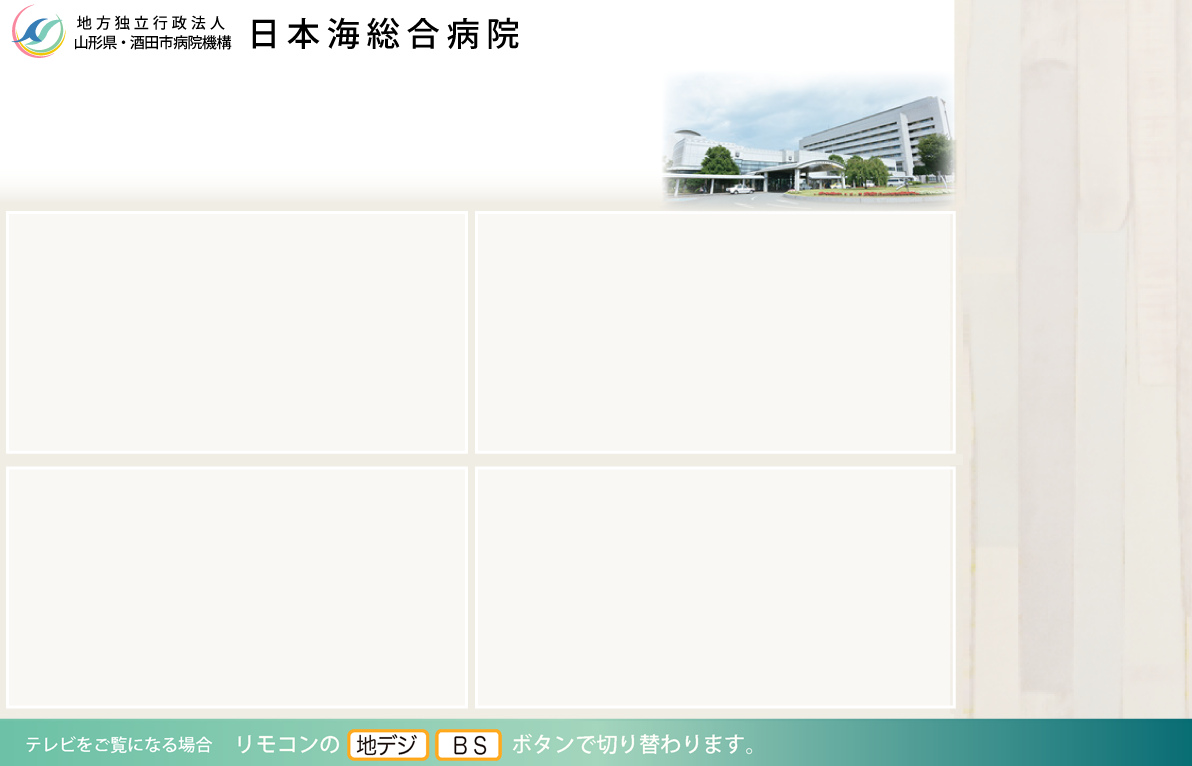 地方独立行政法人
山形県・酒田市病院機構
日本海総合病院
テレビをご覧になる場合 リモコンの 地デジ BS ボタンで切り替わります。